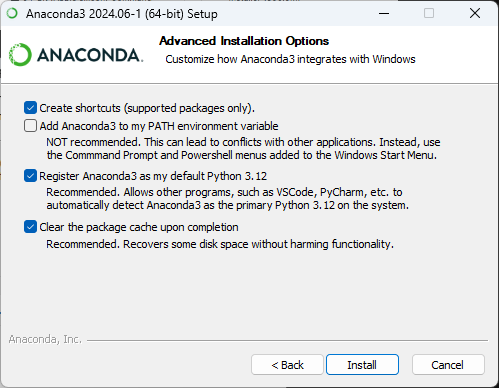 Anaconda3 2024.06-1 (64-bit) Setup
ANACONDA.
Advanced Installation Options
Customize how Anaconda3 integrates with Windows
Create shortcuts (supported packages only).
Add Anaconda3 to my PATH environment variable
NOT recommended. This can lead to conflicts with other applications. Instead, use
the Commmand Prompt and Powershell menus added to the Windows Start Menu.
Register Anaconda3 as my default Python 3.12
Recommended. Allows other programs, such as VSCode, PyCharm, etc. to
automatically detect Anaconda3 as the primary Python 3.12 on the system.
Clear the package cache upon completion
Recommended. Recovers some disk space without harming functionality.
Anaconda, Inc.
< Back
Install
Cancel